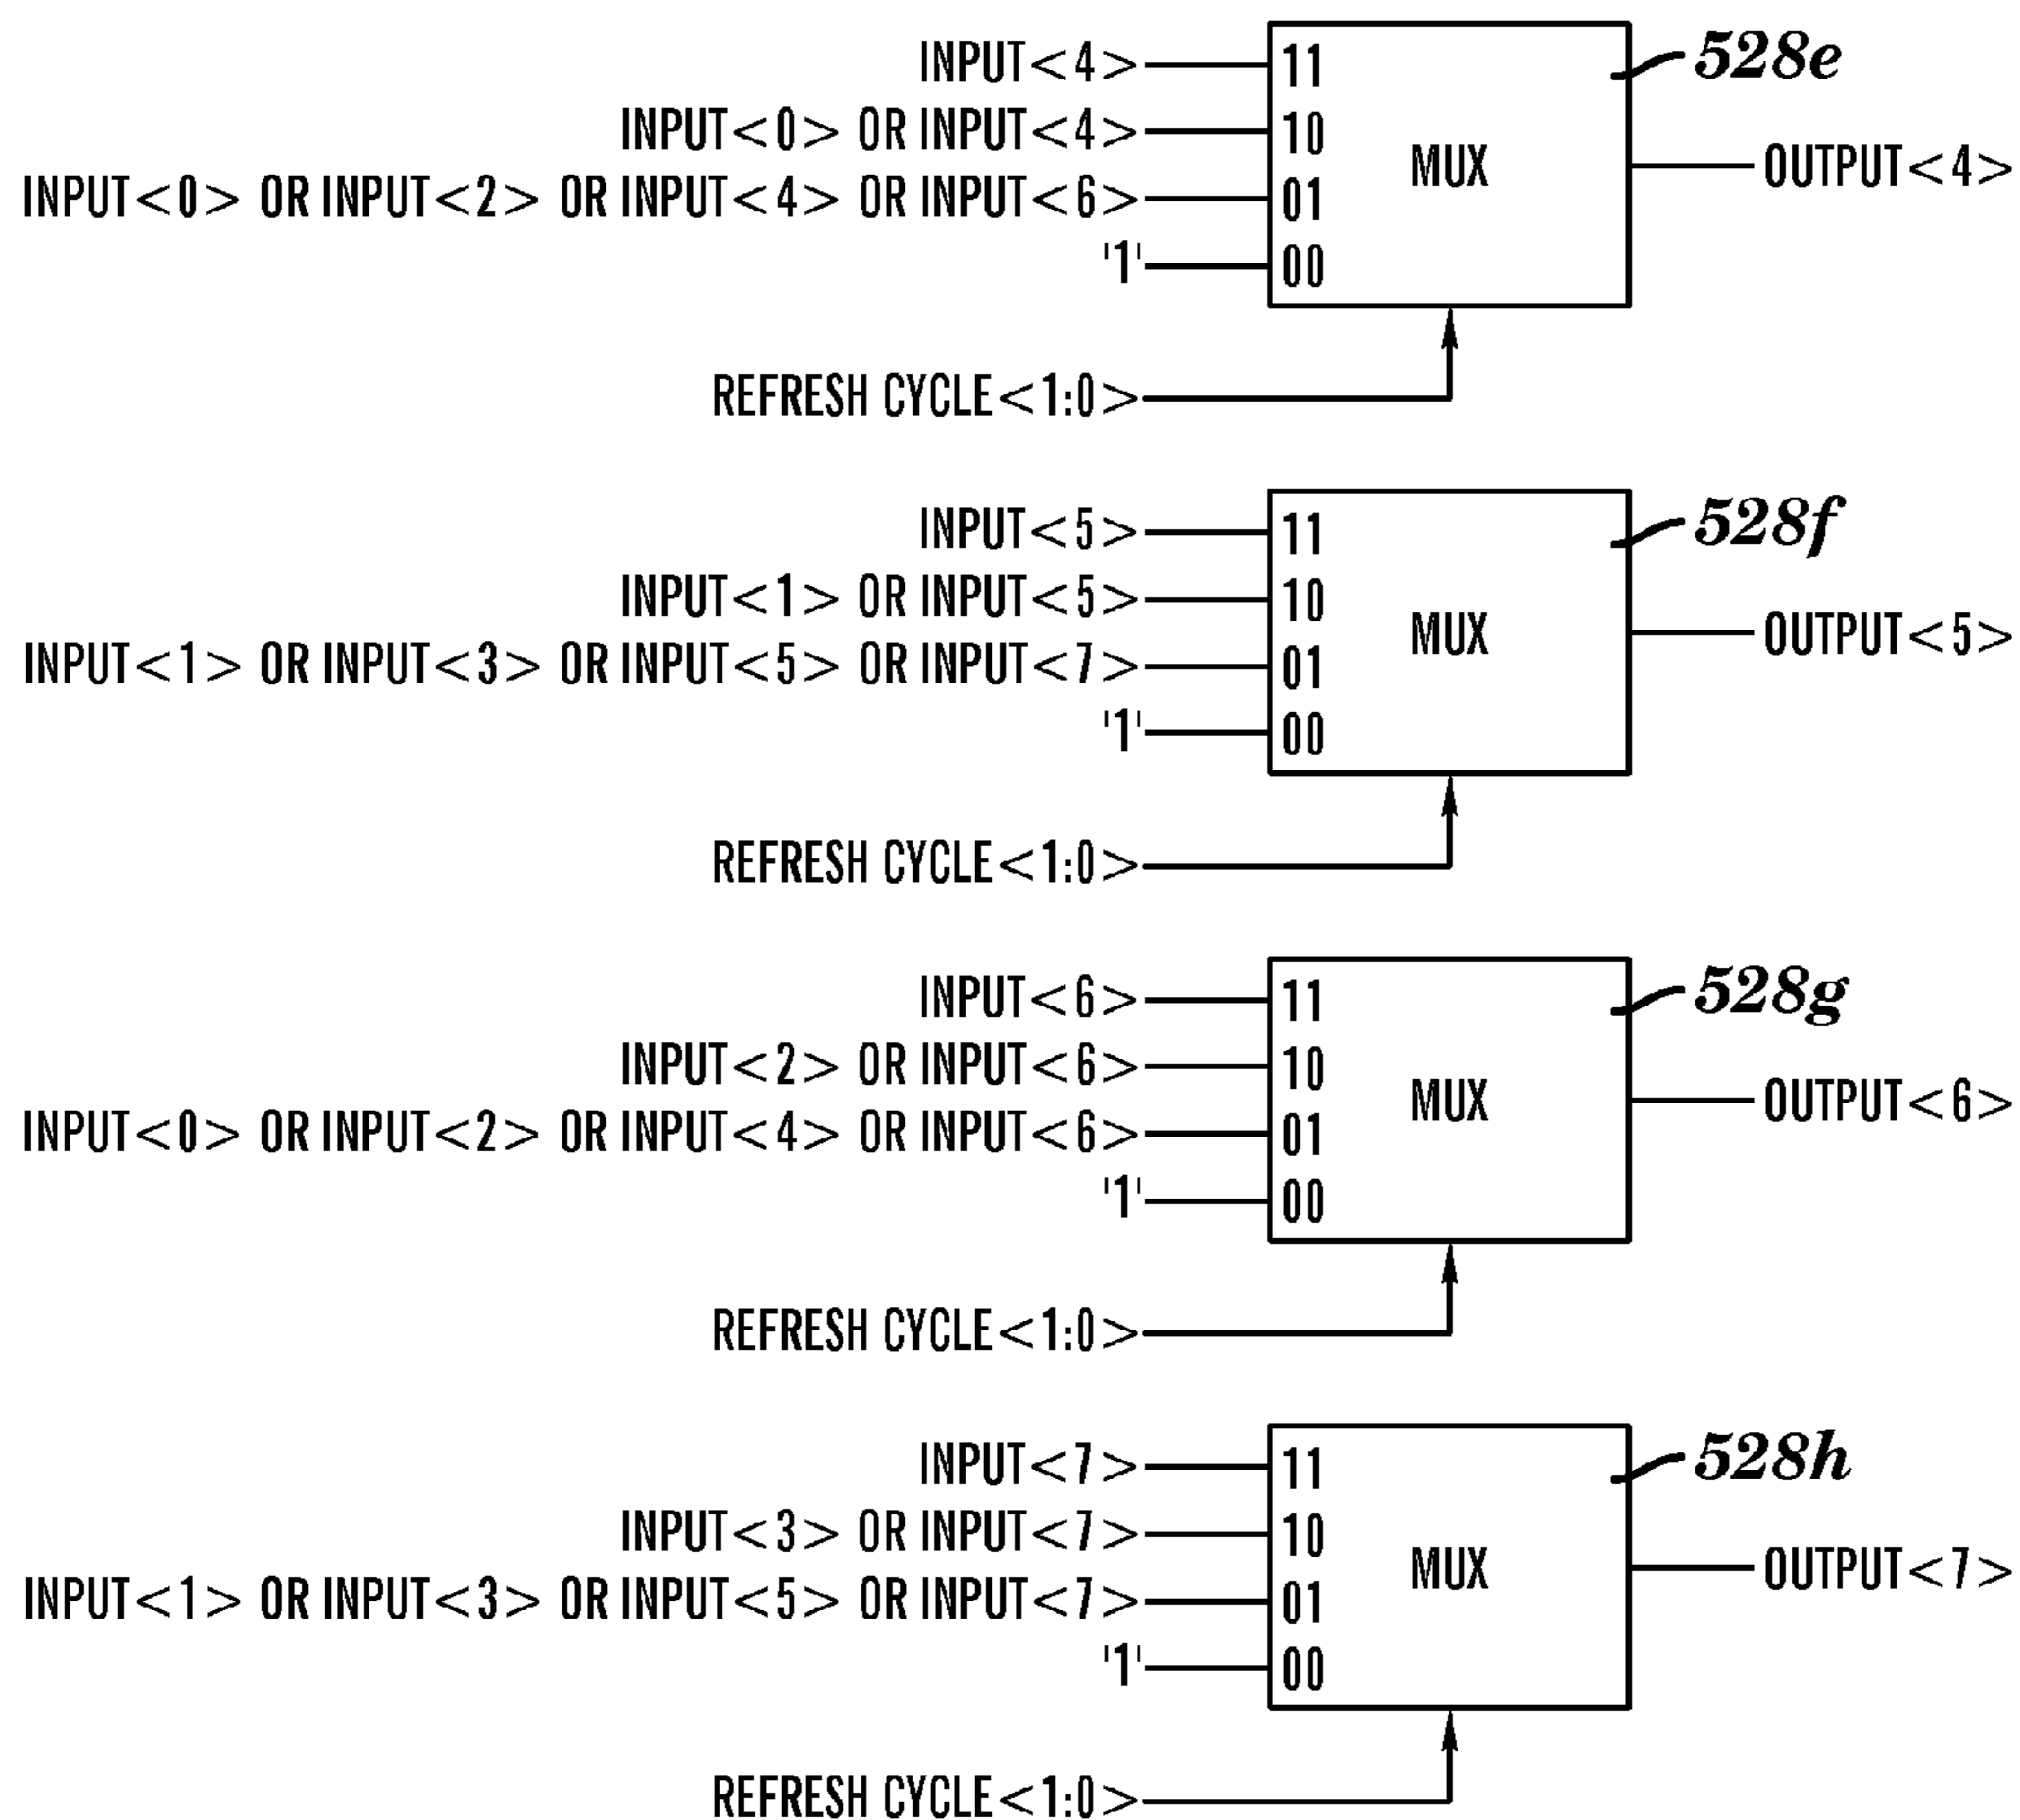 INPUT<4> 11 528e
INPUT<0> OR INPUT<4> 10
MUX OUTPUT<4>
INPUT<0> OR INPUT<2> OR INPUT<4> OR INPUT<6> 01
'1' 00
REFRESH CYCLE<1:0>
INPUT<5> 11 528f
INPUT<1> OR INPUT<5> 10
MUX OUTPUT<5>
INPUT<1> OR INPUT<3> OR INPUT<5> OR INPUT<7> 01
'1' 00
REFRESH CYCLE<1:0>
INPUT<6> 11 528g
INPUT<2> OR INPUT<6> 10
MUX OUTPUT<6>
INPUT<0> OR INPUT<2> OR INPUT<4> OR INPUT<6> 01
'1' 00
REFRESH CYCLE<1:0>
INPUT<7> 11 528h
INPUT<3> OR INPUT<7> 10
MUX OUTPUT<7>
INPUT<1> OR INPUT<3> OR INPUT<5> OR INPUT<7> 01
'1' 00
REFRESH CYCLE<1:0>